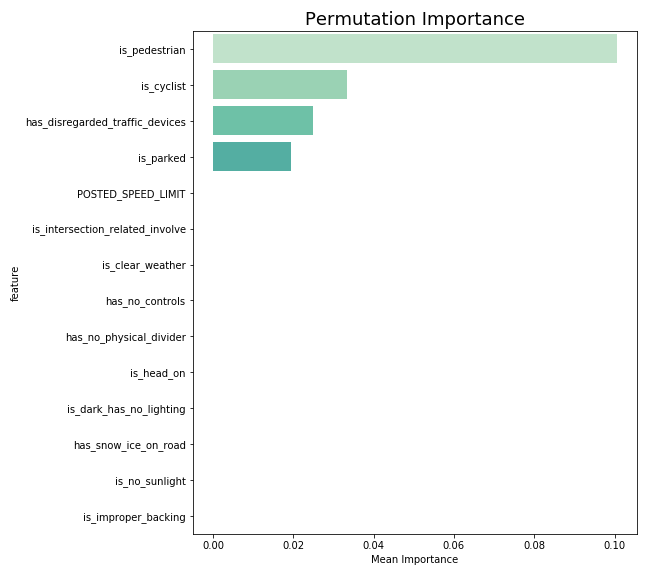 Permutation Importance
is_pedestrian
is_cyclist
has_disregarded_traffic_devices
is_parked
POSTED_SPEED_LIMIT
is_intersection_related_involve
is_clear_weather
has_no_controls
has_no_physical_divider
is_head_on
is_dark_has_no_lighting
has_snow_ice_on_road
is_no_sunlight
is_improper_backing
feature
0.00 0.02 0.04 0.06 0.08 0.10
Mean Importance